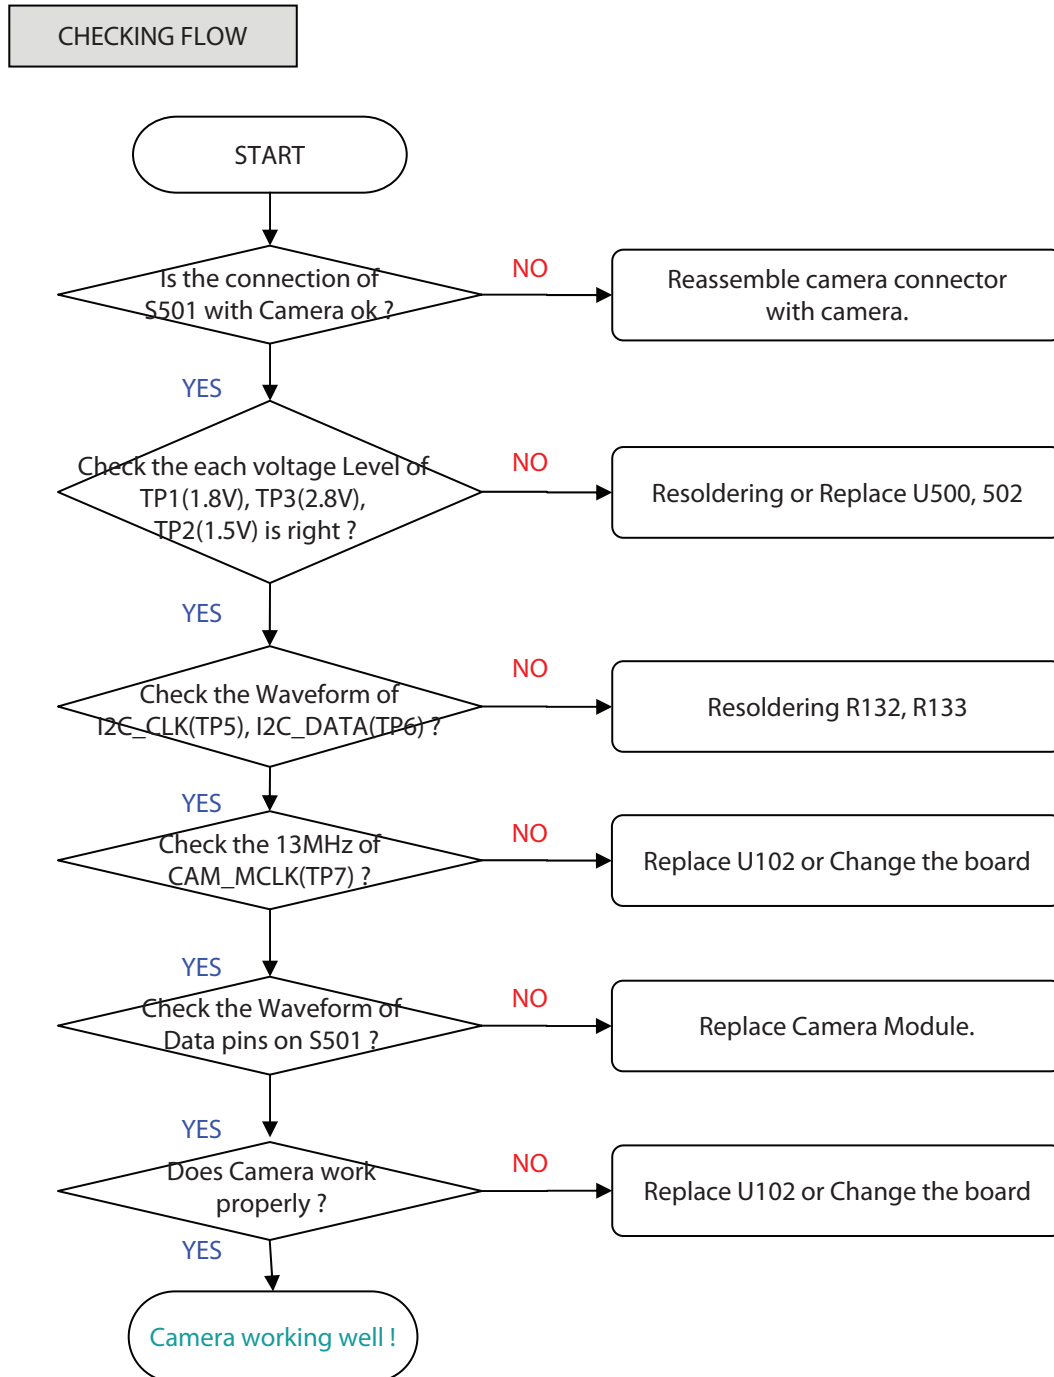 CHECKING FLOW
START
Is the connection of
S501 with Camera ok ?
NO
Reassemble camera connector
with camera.
YES
Check the each voltage Level of
TP1(1.8V), TP3(2.8V),
TP2(1.5V) is right ?
NO
Resoldering or Replace U500, 502
YES
Check the Waveform of
I2C_CLK(TP5), I2C_DATA(TP6) ?
NO
Resoldering R132, R133
YES
Check the 13MHz of
CAM_MCLK(TP7) ?
NO
Replace U102 or Change the board
YES
Check the Waveform of
Data pins on S501 ?
NO
Replace Camera Module.
YES
Does Camera work
properly ?
NO
Replace U102 or Change the board
YES
Camera working well !